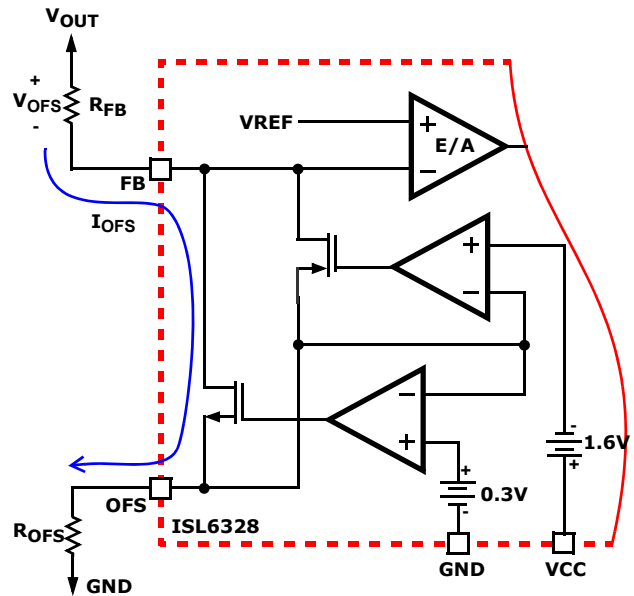 VOUT
+
VOFS
-
RFB
VREF
+
E/A
-
FB
IOFS
+
-
-
+
-
1.6V
+
+
0.3V
-
OFS
ISL6328
ROFS
GND
GND
VCC